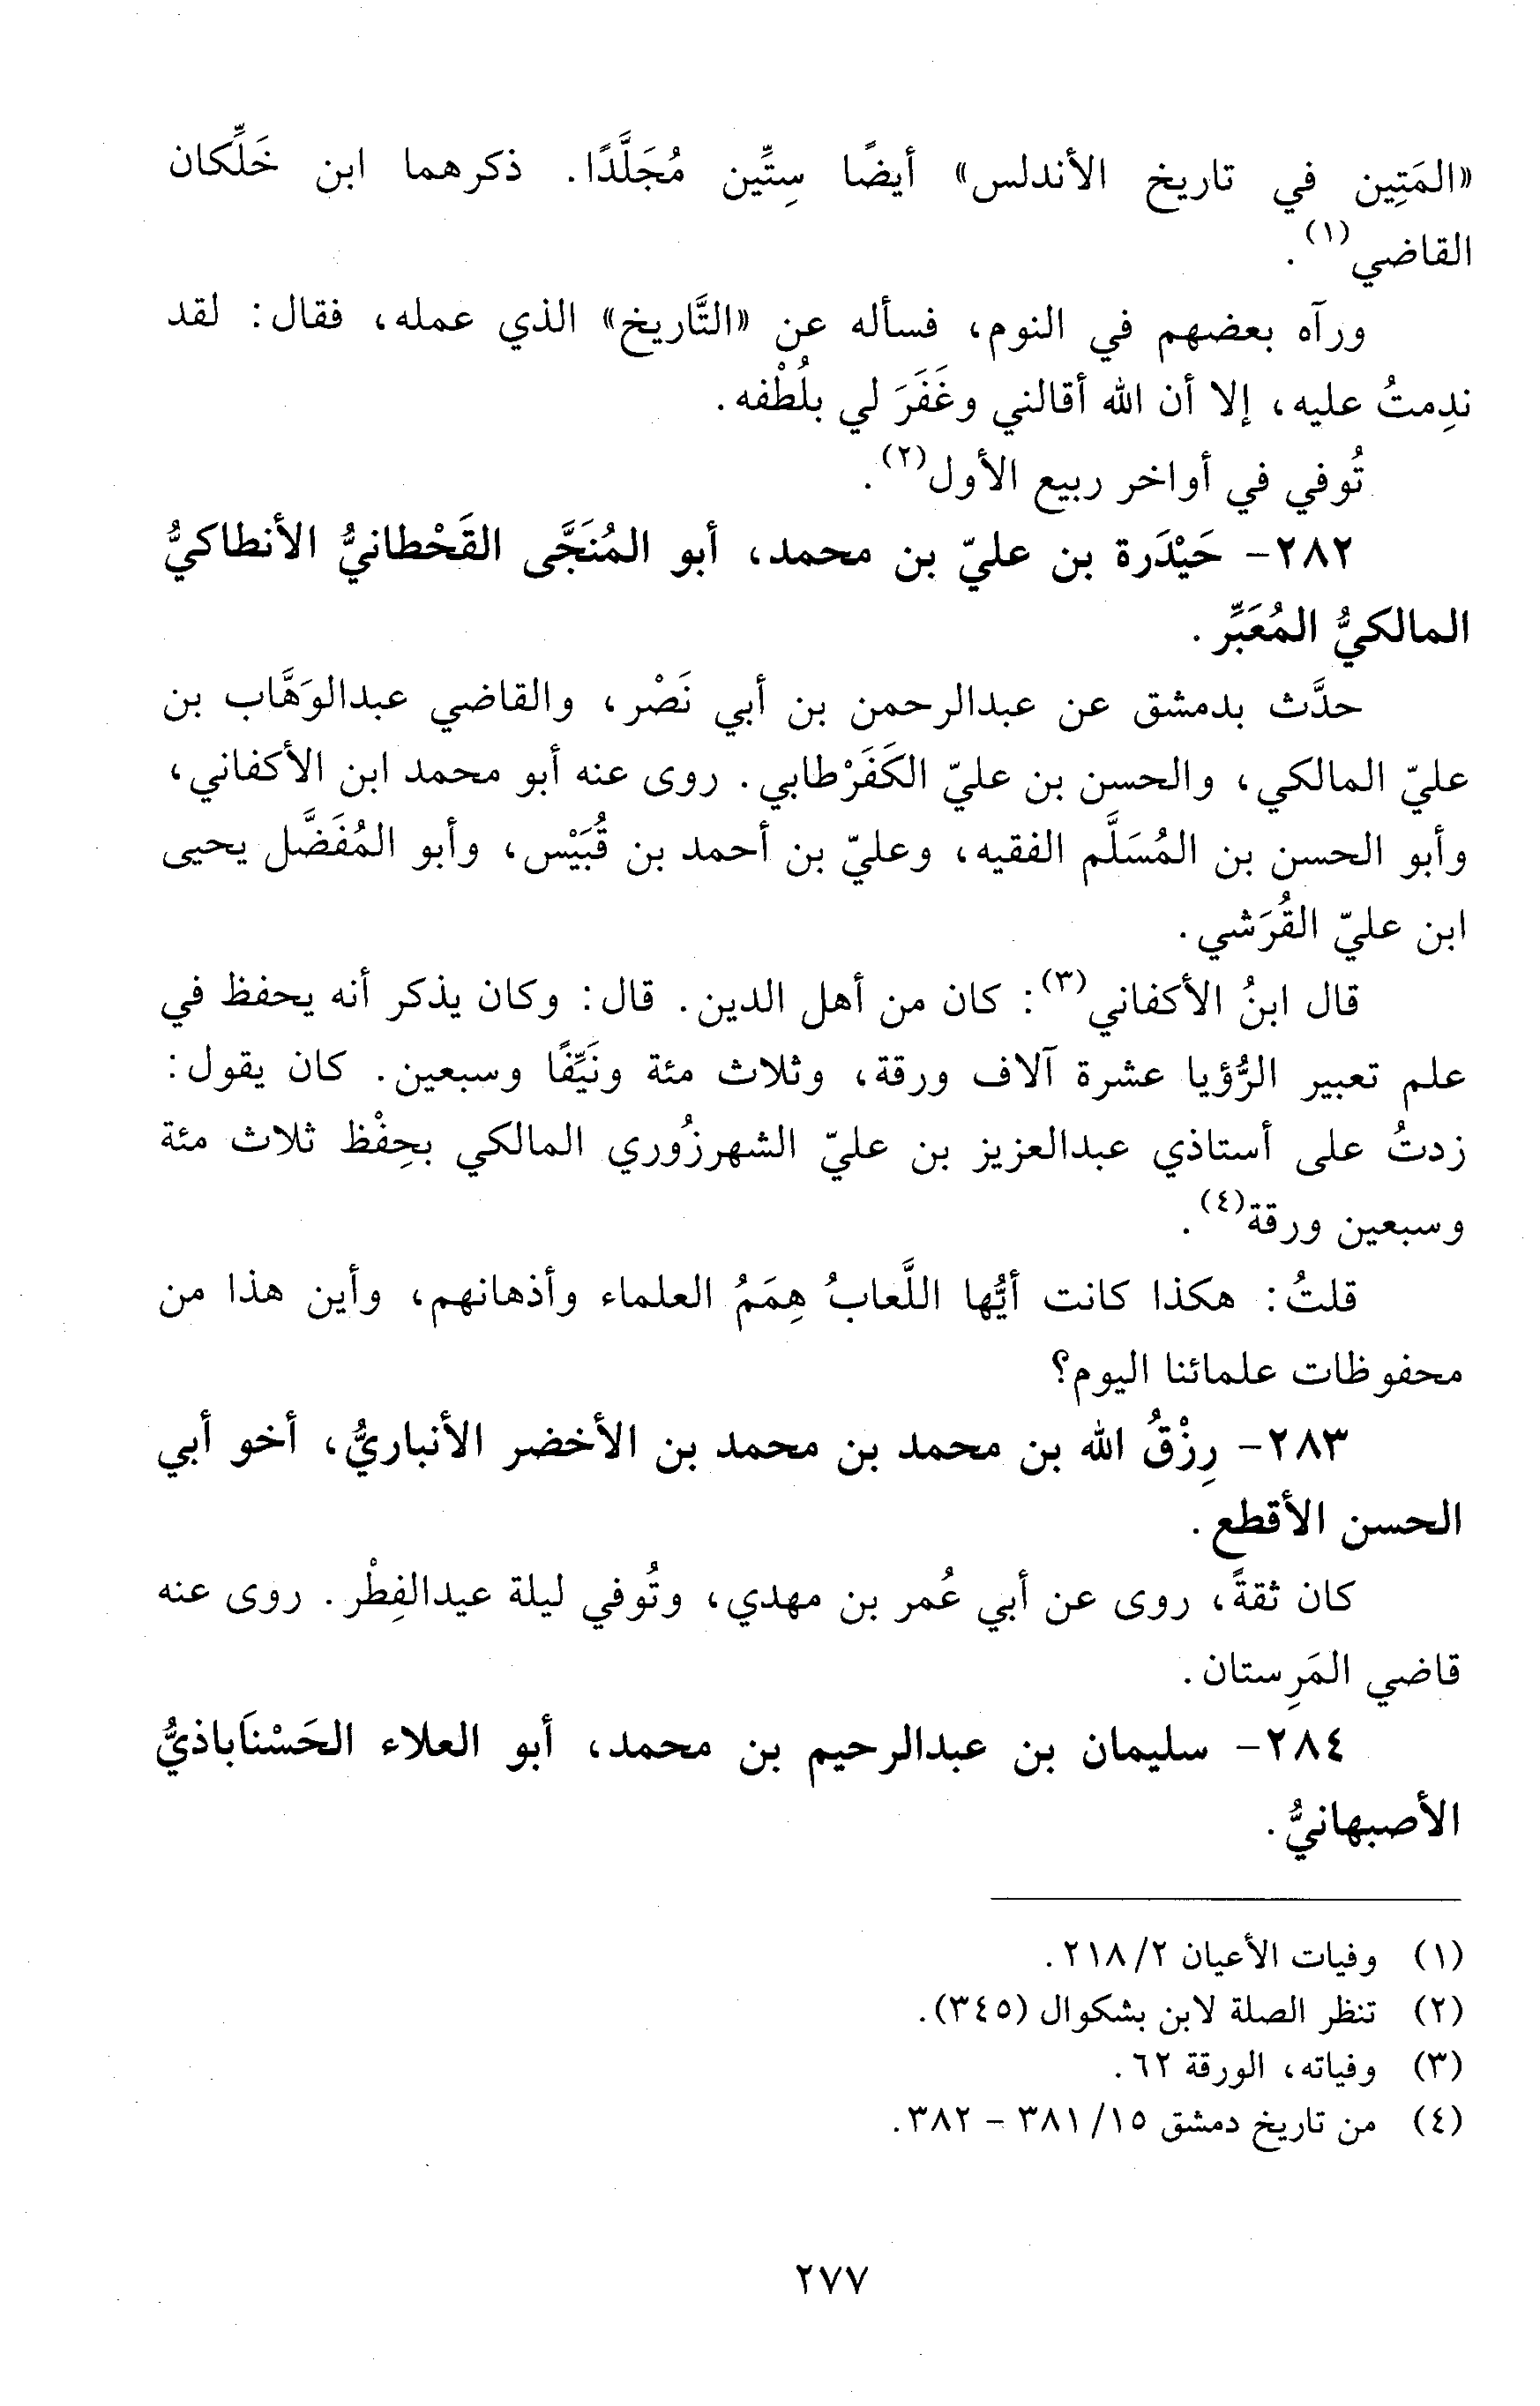 «المَتِين في تاريخ الأندلس» أيضًا سِتِّين مُجَلَّدًا. ذكرهما ابن خَلِّكان
القاضي(١).
ورآه بعضهم في النوم، فسأله عن «التَّاريخ» الذي عمله، فقال: لقد
ندِمتُ عليه، إلا أن الله أقالني وغَفَرَ لي بلُطْفه.
تُوفي في أواخر ربيع الأول(٢).
٢٨٢- حَيْدَرة بن عليّ بن محمد، أبو المُنَجَّى القَحْطانيُّ الأنطاكيُّ
المالكيُّ المُعَبِّر.
حدَّث بدمشق عن عبدالرحمن بن أبي نَصْر، والقاضي عبدالوَهَّاب بن
عليّ المالكي، والحسن بن عليّ الكَفَرْطابي. روى عنه أبو محمد ابن الأكفاني،
وأبو الحسن بن المُسَلَّم الفقيه، وعليّ بن أحمد بن قُبَيْس، وأبو المُفَضَّل يحيى
ابن عليّ القُرَشي.
قال ابنُ الأكفاني(٣): كان من أهل الدين. قال: وكان يذكر أنه يحفظ في
علم تعبير الرُّؤيا عشرة آلاف ورقة، وثلاث مئة ونَيِّفًا وسبعين. كان يقول:
زدتُ على أستاذي عبدالعزيز بن عليّ الشهرزُوري المالكي بحِفْظ ثلاث مئة
وسبعين ورقة(٤).
قلتُ: هكذا كانت أيُّها اللَّعابُ هِمَمُ العلماء وأذهانهم، وأين هذا من
محفوظات علمائنا اليوم؟
٢٨٣- رِزْقُ الله بن محمد بن محمد بن الأخضر الأنباريُّ، أخو أبي
الحسن الأقطع.
كان ثقةً، روى عن أبي عُمر بن مهدي، وتُوفي ليلة عيدالفِطْر. روى عنه
قاضي المَرِستان.
٢٨٤- سليمان بن عبدالرحيم بن محمد، أبو العلاء الحَسْنَاباذيُّ
الأصبهانيُّ.
(١) وفيات الأعيان ٢/ ٢١٨.
(٢) تنظر الصلة لابن بشكوال (٣٤٥).
(٣) وفياته، الورقة ٦٢.
(٤) من تاريخ دمشق ١٥/ ٣٨١ - ٣٨٢.
٢٧٧